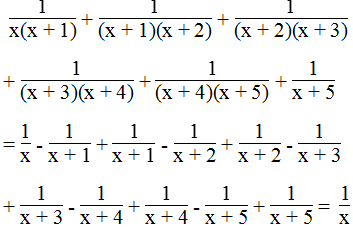 1/(x(x + 1)) + 1/((x + 1)(x + 2)) + 1/((x + 2)(x + 3))
+ 1/((x + 3)(x + 4)) + 1/((x + 4)(x + 5)) + 1/(x + 5)
= 1/x - 1/(x + 1) + 1/(x + 1) - 1/(x + 2) + 1/(x + 2) - 1/(x + 3)
+ 1/(x + 3) - 1/(x + 4) + 1/(x + 4) - 1/(x + 5) + 1/(x + 5) = 1/x